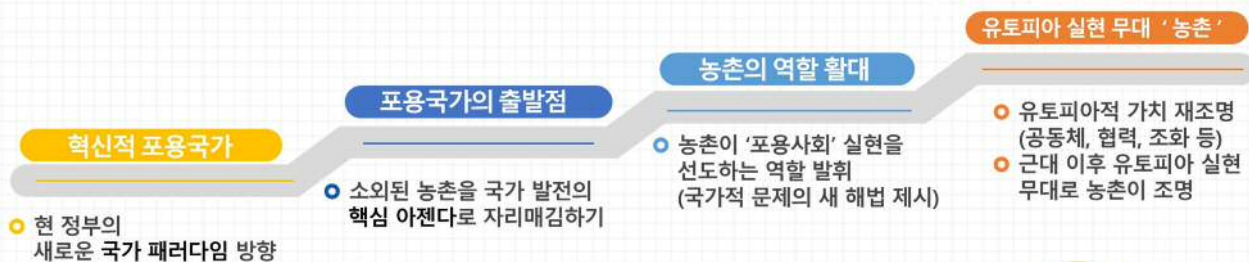 혁신적 포용국가
현 정부의
새로운 국가 패러다임 방향
포용국가의 출발점
소외된 농촌을 국가 발전의
핵심 아젠다로 자리매김하기
농촌의 역할 확대
농촌이 ‘포용사회’ 실현을
선도하는 역할 발휘
(국가적 문제의 새 해법 제시)
유토피아 실현 무대 ‘농촌’
유토피아적 가치 재조명
(공동체, 협력, 조화 등)
근대 이후 유토피아 실현
무대로 농촌이 조명